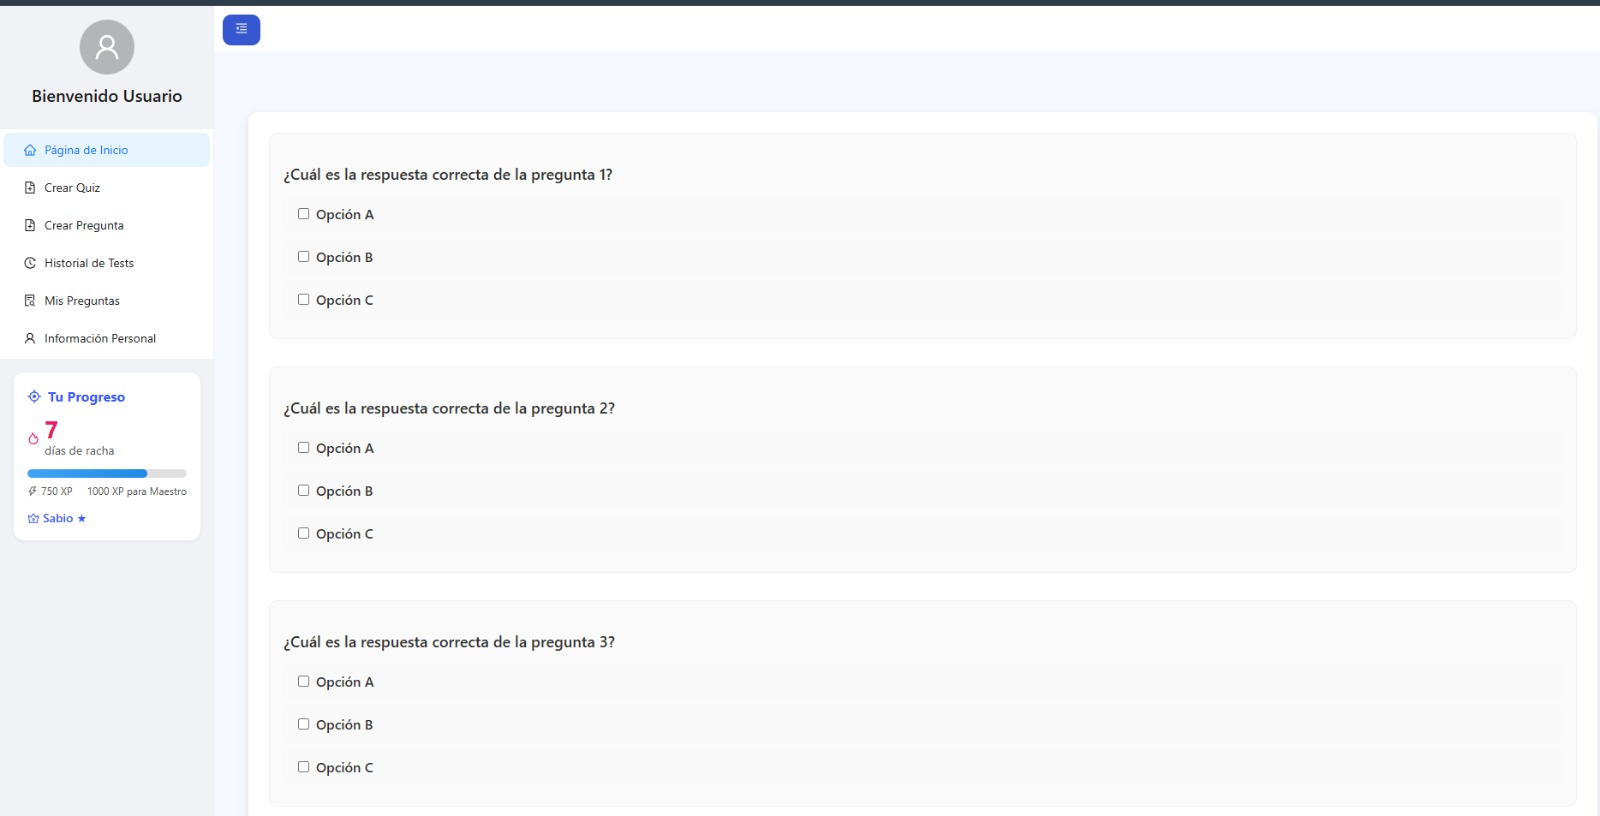 Bienvenido Usuario
Página de Inicio
Crear Quiz
Crear Pregunta
Historial de Tests
Mis Preguntas
Información Personal
Tu Progreso
7
días de racha
750 XP 1000 XP para Maestro
Sabio ★
¿Cuál es la respuesta correcta de la pregunta 1?
Opción A
Opción B
Opción C
¿Cuál es la respuesta correcta de la pregunta 2?
Opción A
Opción B
Opción C
¿Cuál es la respuesta correcta de la pregunta 3?
Opción A
Opción B
Opción C